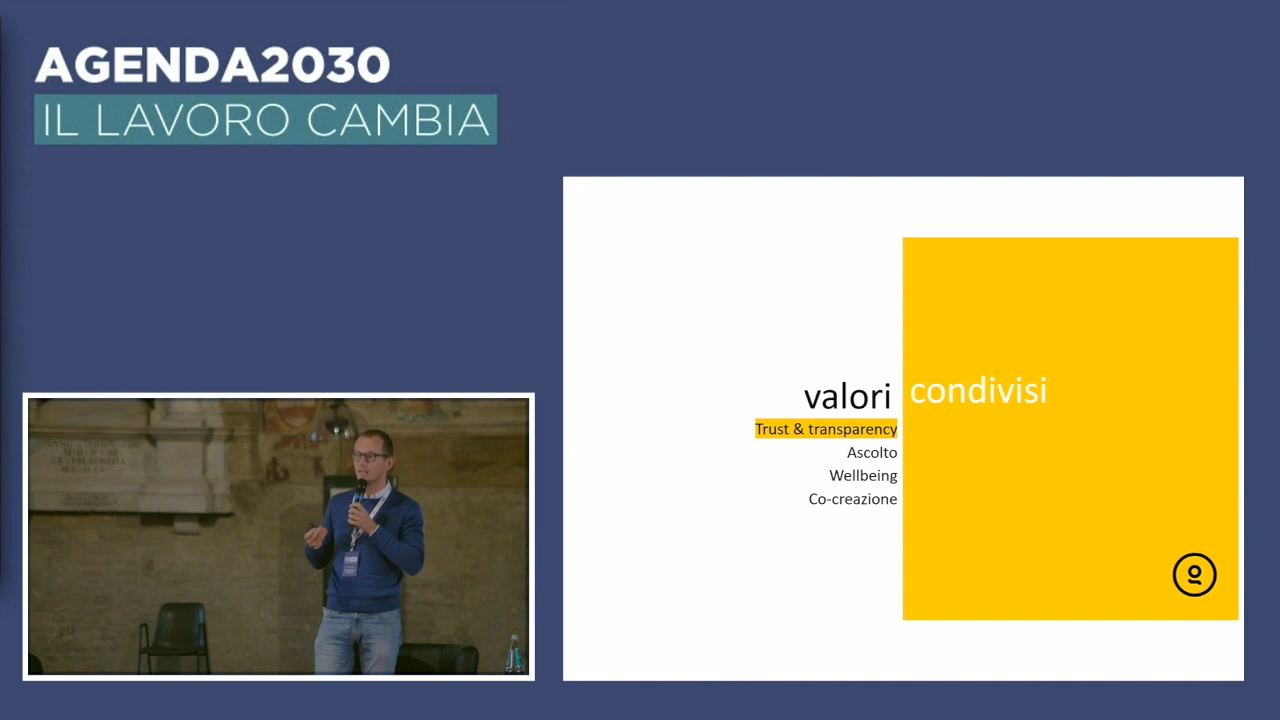 AGENDA2030
IL LAVORO CAMBIA
valori condivisi
Trust & transparency
Ascolto
Wellbeing
Co-creazione